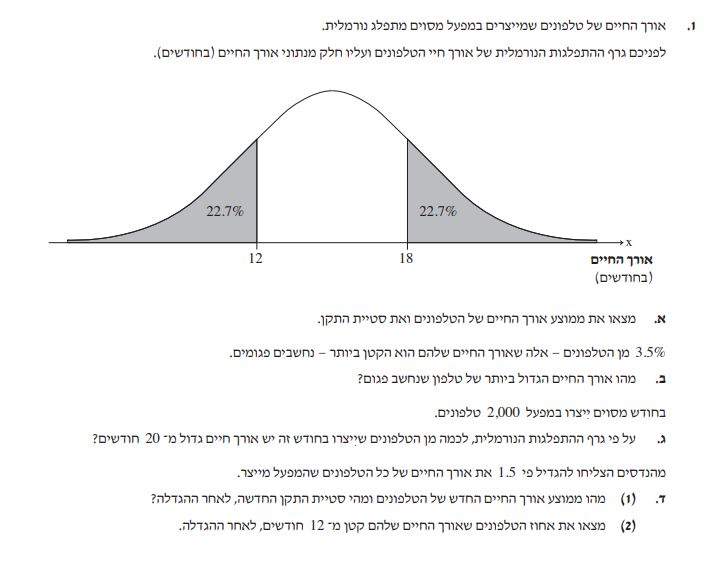 1. אורך החיים של טלפונים שמייצרים במפעל מסוים מתפלג נורמלית.
לפניכם גרף ההתפלגות הנורמלית של אורך חיי הטלפונים ועליו חלק מנתוני אורך החיים (בחודשים).
22.7% 22.7%
x
12 18 אורך החיים
(בחודשים)
א. מצאו את ממוצע אורך החיים של הטלפונים ואת סטיית התקן.
3.5% מן הטלפונים – אלה שאורך החיים שלהם הוא הקטן ביותר – נחשבים פגומים.
ב. מהו אורך החיים הגדול ביותר של טלפון שנחשב פגום?
בחודש מסוים ייצרו במפעל 2,000 טלפונים.
ג. על פי גרף ההתפלגות הנורמלית, לכמה מן הטלפונים שייצרו בחודש זה יש אורך חיים גדול מ־ 20 חודשים?
מהנדסים הצליחו להגדיל פי 1.5 את אורך החיים של כל הטלפונים שהמפעל מייצר.
ד. (1) מהו ממוצע אורך החיים החדש של הטלפונים ומהי סטיית התקן החדשה, לאחר ההגדלה?
(2) מצאו את אחוז הטלפונים שאורך החיים שלהם קטן מ־ 12 חודשים, לאחר ההגדלה.